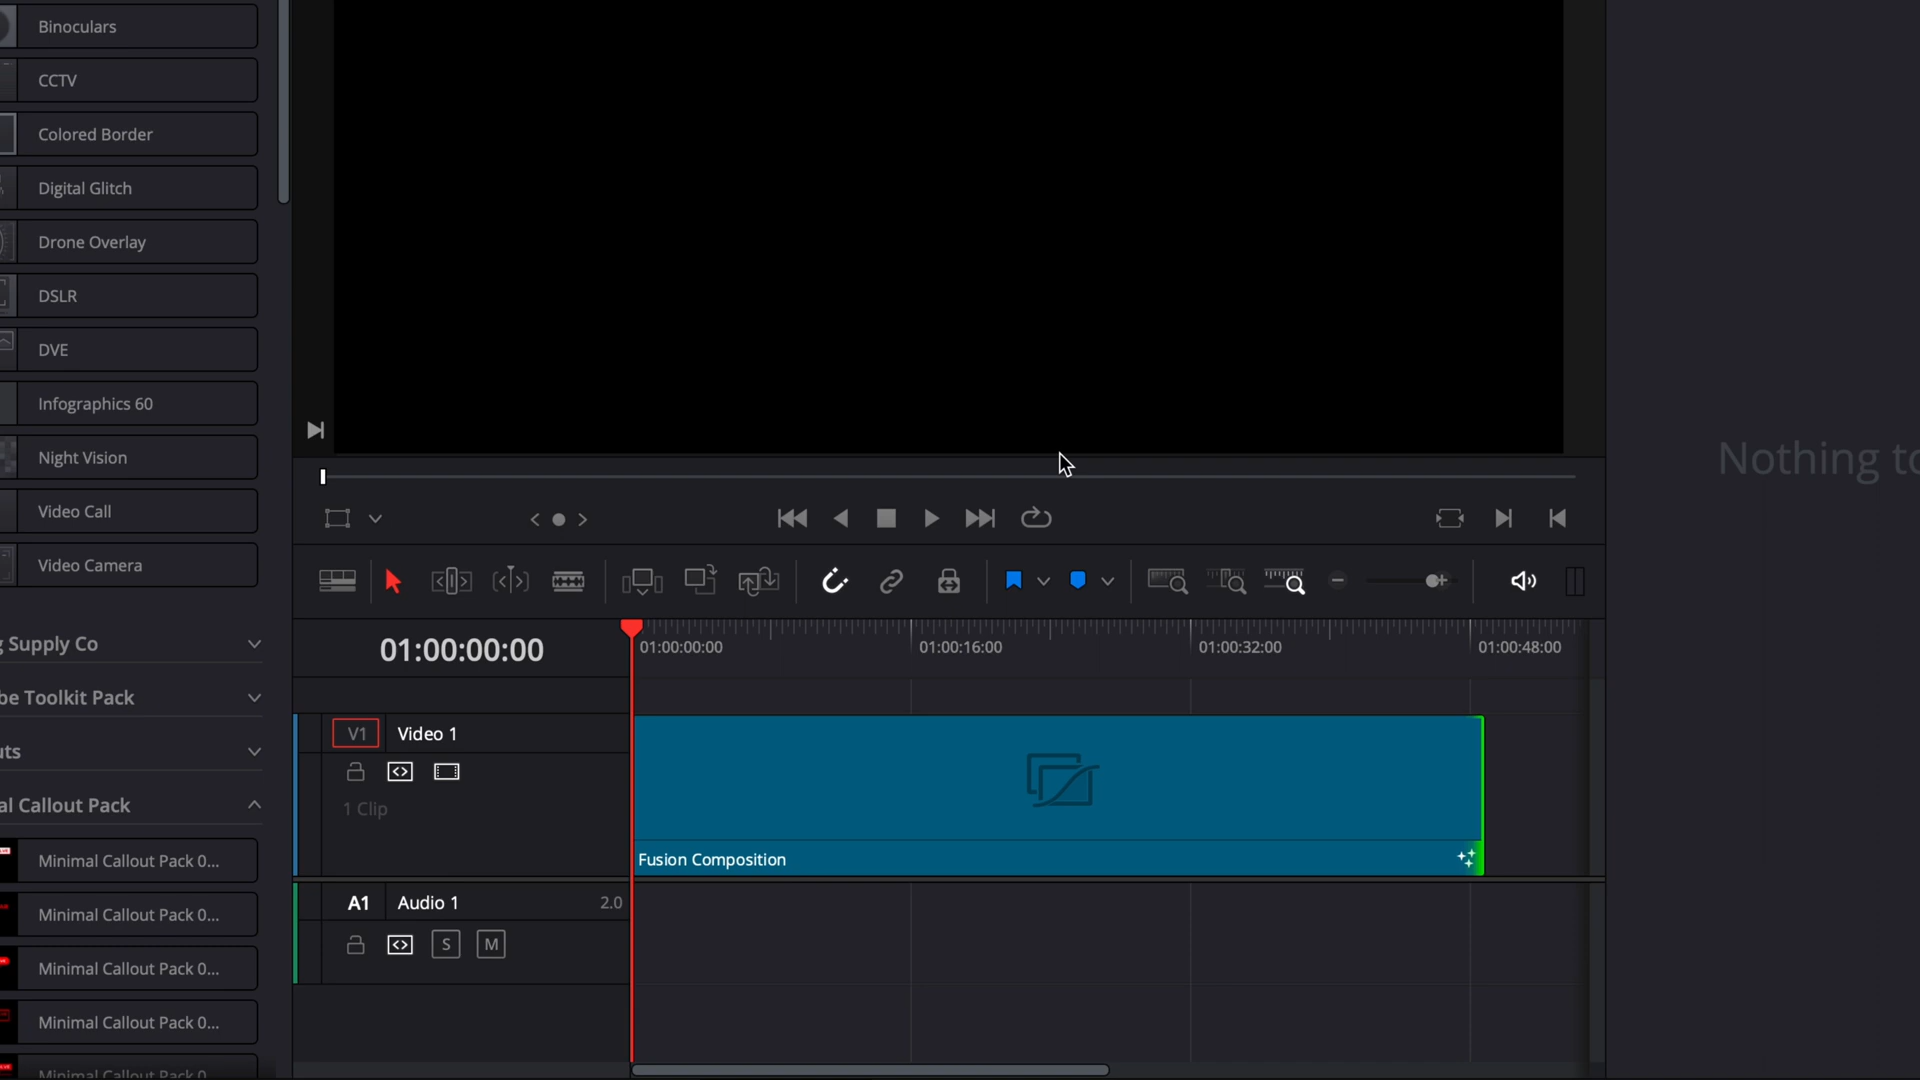 Binoculars
CCTV
Colored Border
Digital Glitch
Drone Overlay
DSLR
DVE
Infographics 60
Night Vision
Video Call
Video Camera
Supply Co
be Toolkit Pack
uts
al Callout Pack
Minimal Callout Pack 0...
Minimal Callout Pack 0...
Minimal Callout Pack 0...
Minimal Callout Pack 0...
Minimal Callout Pack 0
Nothing to
01:00:00:00
01:00:00:00
01:00:16:00
01:00:32:00
01:00:48:00
V1 Video 1
1 Clip
Fusion Composition
A1 Audio 1 2.0
S M